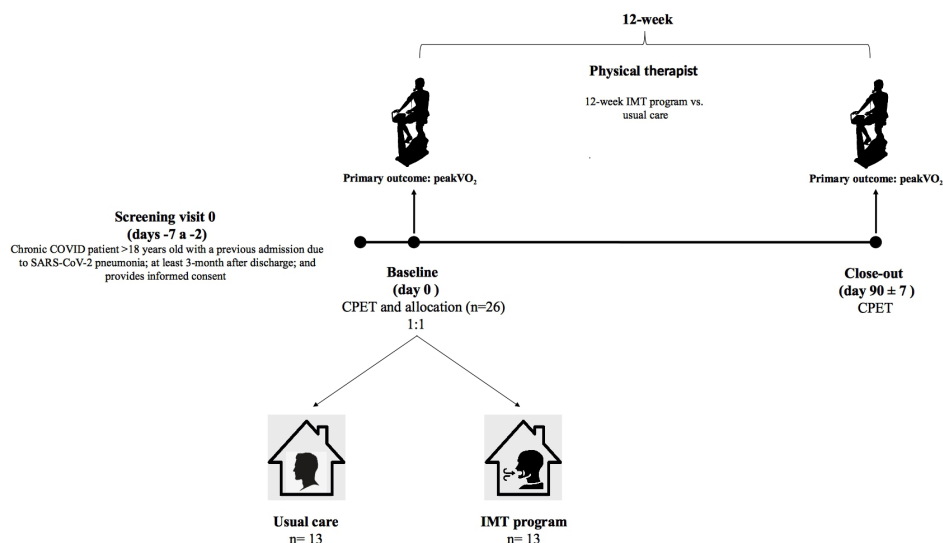 12-week
Physical therapist
12-week IMT program vs.
usual care
Primary outcome: peakVO₂
Primary outcome: peakVO₂
Screening visit 0
(days -7 a -2)
Chronic COVID patient >18 years old with a previous admission due
to SARS-CoV-2 pneumonia; at least 3-month after discharge; and
provides informed consent
Baseline
(day 0 )
CPET and allocation (n=26)
1:1
Close-out
(day 90 ± 7 )
CPET
Usual care
n= 13
IMT program
n= 13